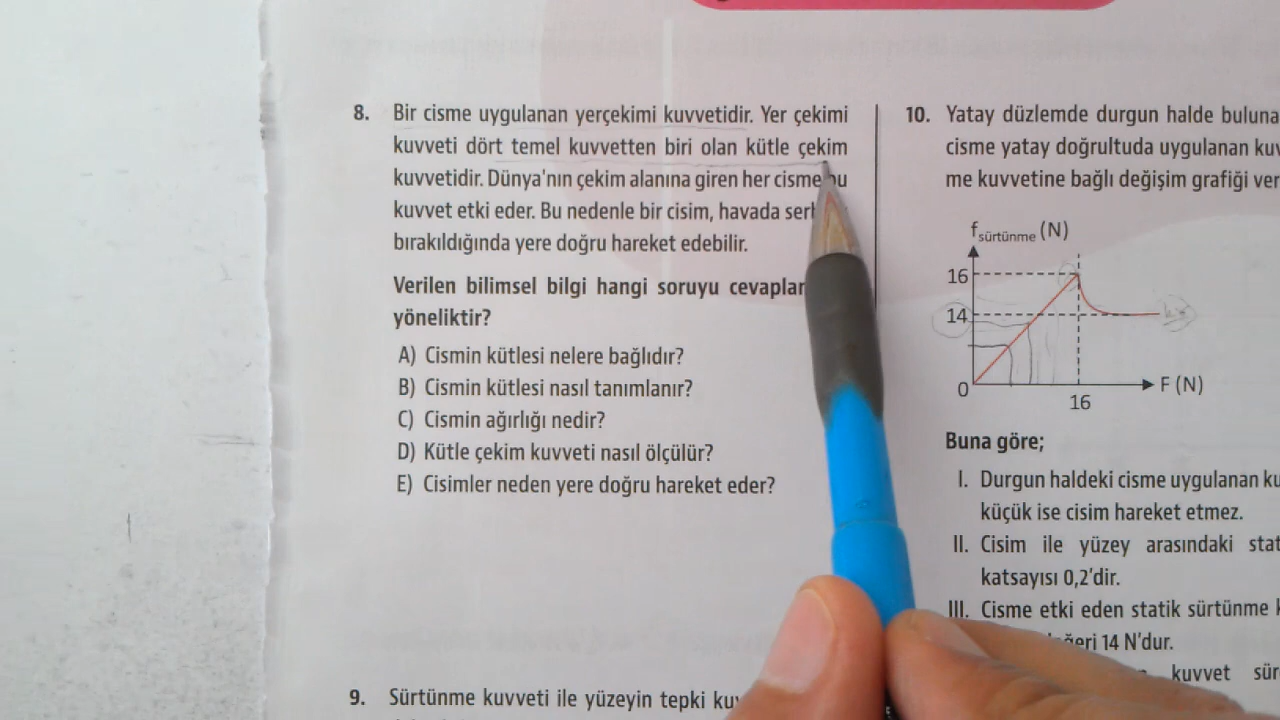 8. Bir cisme uygulanan yerçekimi kuvvetidir. Yer çekimi
kuvveti dört temel kuvvetten biri olan kütle çekim
kuvvetidir. Dünya'nın çekim alanına giren her cisme bu
kuvvet etki eder. Bu nedenle bir cisim, havada
bırakıldığında yere doğru hareket edebilir.
Verilen bilimsel bilgi hangi soruyu
yöneliktir?
A) Cismin kütlesi nelere bağlıdır?
B) Cismin kütlesi nasıl tanımlanır?
C) Cismin ağırlığı nedir?
D) Kütle çekim kuvveti nasıl ölçülür?
E) Cisimler neden yere doğru hareket eder?
9. Sürtünme kuvveti ile yüzeyin tepki
10. Yatay düzlemde durgun halde
cisme yatay doğrultuda uygulanan
me kuvvetine bağlı değişim grafiği
fsürtünme (N)
16
14
0
16
F (N)
Buna göre;
I. Durgun haldeki cisme uygulanan
küçük ise cisim hareket etmez.
II. Cisim ile yüzey arasındaki
katsayısı 0,2'dir.
III. Cisme etki eden statik sürtünme
14 N'dur.
kuvvet